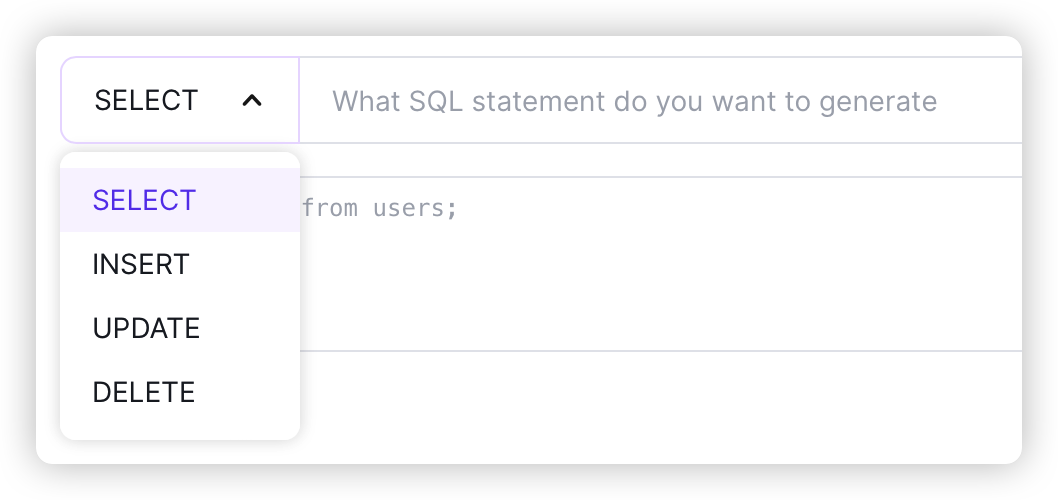 SELECT What SQL statement do you want to generate
SELECT
from users;
INSERT
UPDATE
DELETE